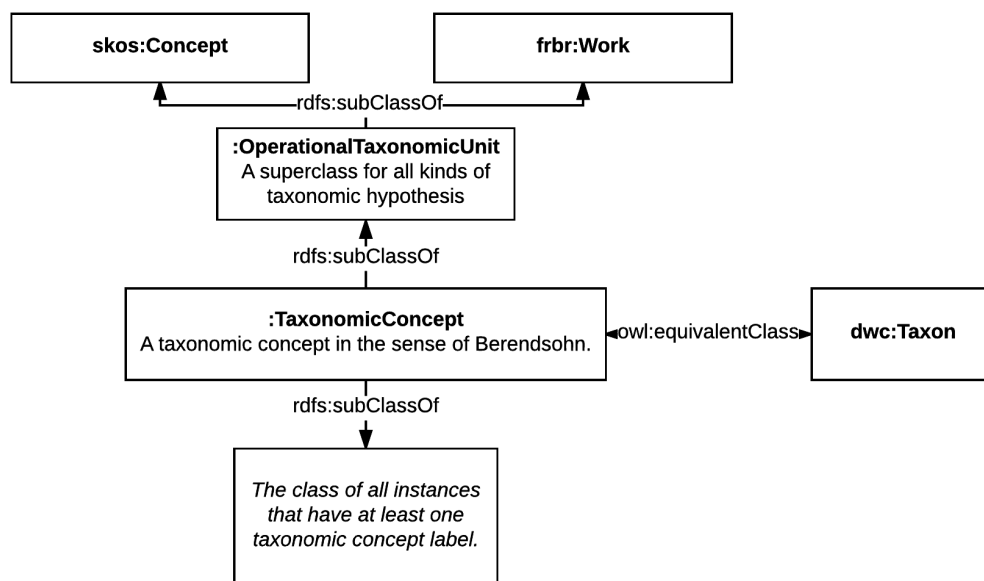 skos:Concept
frbr:Work
rdfs:subClassOf
:OperationalTaxonomicUnit
A superclass for all kinds of
taxonomic hypothesis
rdfs:subClassOf
:TaxonomicConcept
A taxonomic concept in the sense of Berendsohn.
owl:equivalentClass
dwc:Taxon
rdfs:subClassOf
The class of all instances
that have at least one
taxonomic concept label.